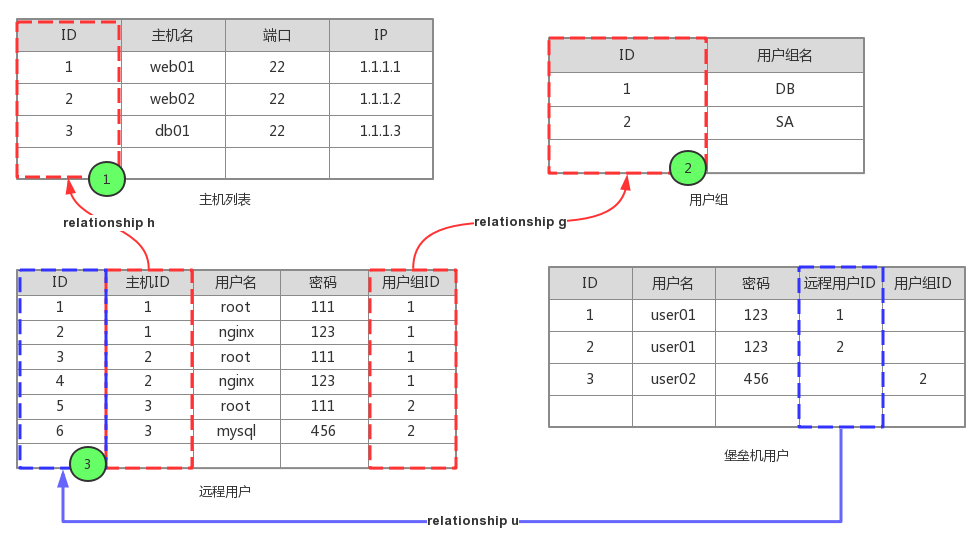 ID 主机名 端口 IP
1 web01 22 1.1.1.1
2 web02 22 1.1.1.2
3 db01 22 1.1.1.3
1
主机列表
ID 用户组名
1 DB
2 SA
2
用户组
relationship h
relationship g
ID 主机ID 用户名 密码 用户组ID
1 1 root 111 1
2 1 nginx 123 1
3 2 root 111 1
4 2 nginx 123 1
5 3 root 111 2
6 3 mysql 456 2
3
远程用户
ID 用户名 密码 远程用户ID 用户组ID
1 user01 123 1
2 user01 123 2
3 user02 456 2
堡垒机用户
relationship u